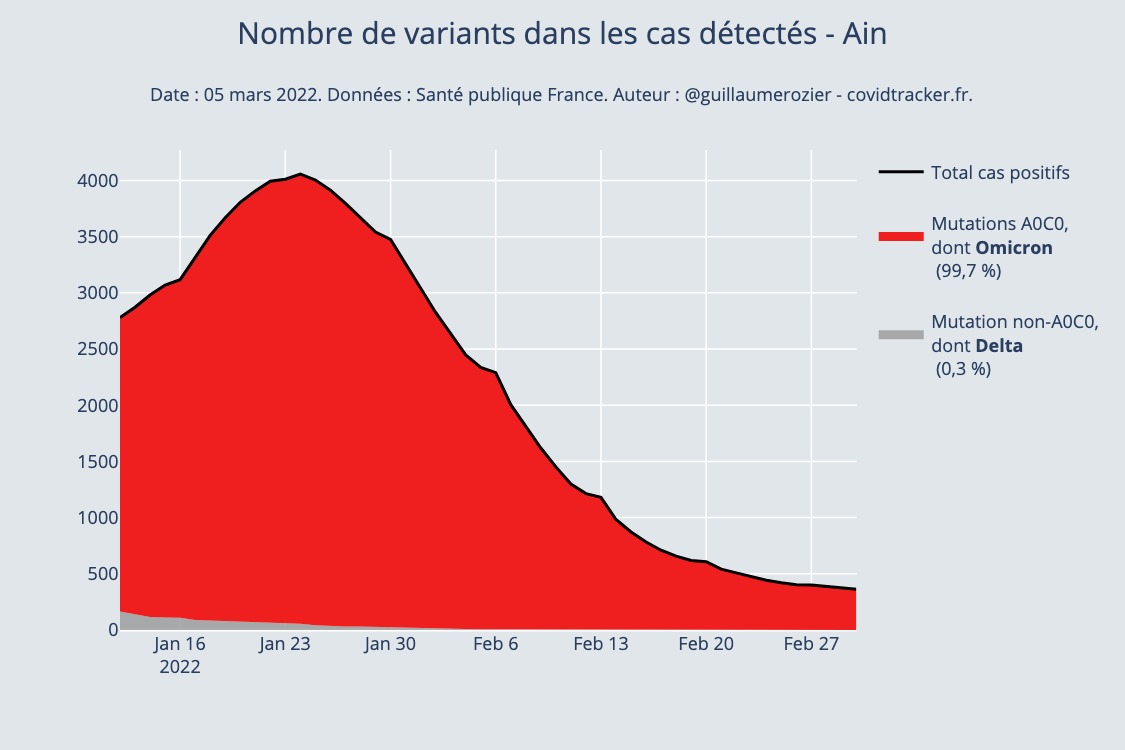 Nombre de variants dans les cas détectés - Ain
Date : 05 mars 2022. Données : Santé publique France. Auteur : @guillaumerozier - covidtracker.fr.
4000
3500
3000
2500
2000
1500
1000
500
0
Jan 16
2022
Jan 23
Jan 30
Feb 6
Feb 13
Feb 20
Feb 27
Total cas positifs
Mutations A0C0,
dont Omicron
(99,7 %)
Mutation non-A0C0,
dont Delta
(0,3 %)